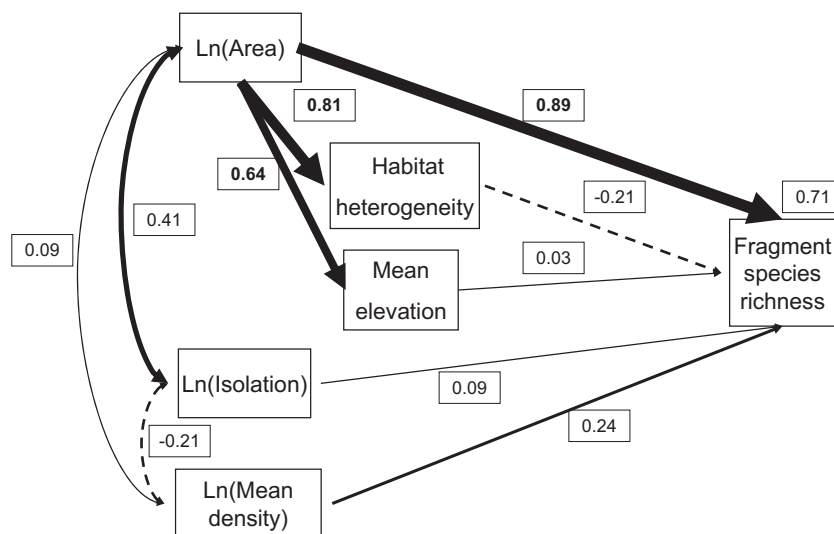 Ln(Area)
0.81
0.89
0.64
Habitat
heterogeneity
-0.21
0.71
0.09
0.41
Mean
elevation
0.03
Fragment
species
richness
Ln(Isolation)
0.09
-0.21
0.24
Ln(Mean
density)